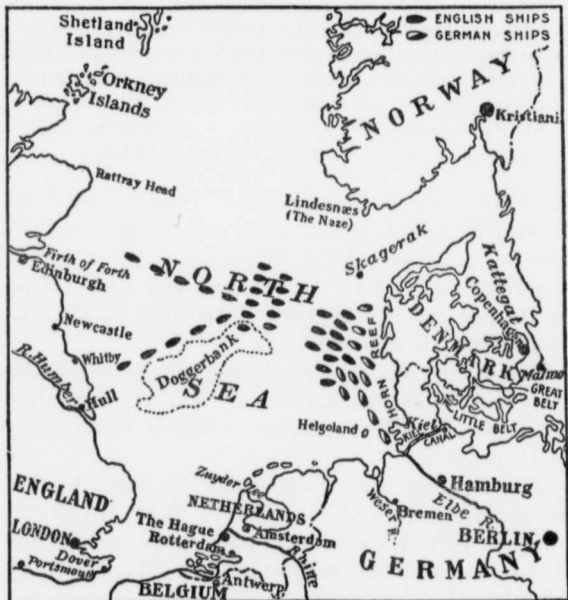 ENGLISH SHIPS
GERMAN SHIPS
Shetland
Island
Orkney
Islands
NORWAY
Kristiani
Rattray Head
Lindesnæs
(The Naze)
Skagerak
Kattegat
Firth of Forth
Edinburgh
NORTH
SEA
Newcastle
Whitby
Doggerbank
R. Humber
Hull
HORN
REEF
DENMARK
Copenhagen
Malmo
GREAT
BELT
LITTLE BELT
Kiel
KIEL
CANAL
Helgoland
Hamburg
Elbe R.
Bremen
Weser
BERLIN
GERMANY
Zuyder
NETHERLANDS
The Hague
Amsterdam
Rotterdam
Rhine
ENGLAND
LONDON
Dover
Portsmouth
Antwerp
BELGIUM